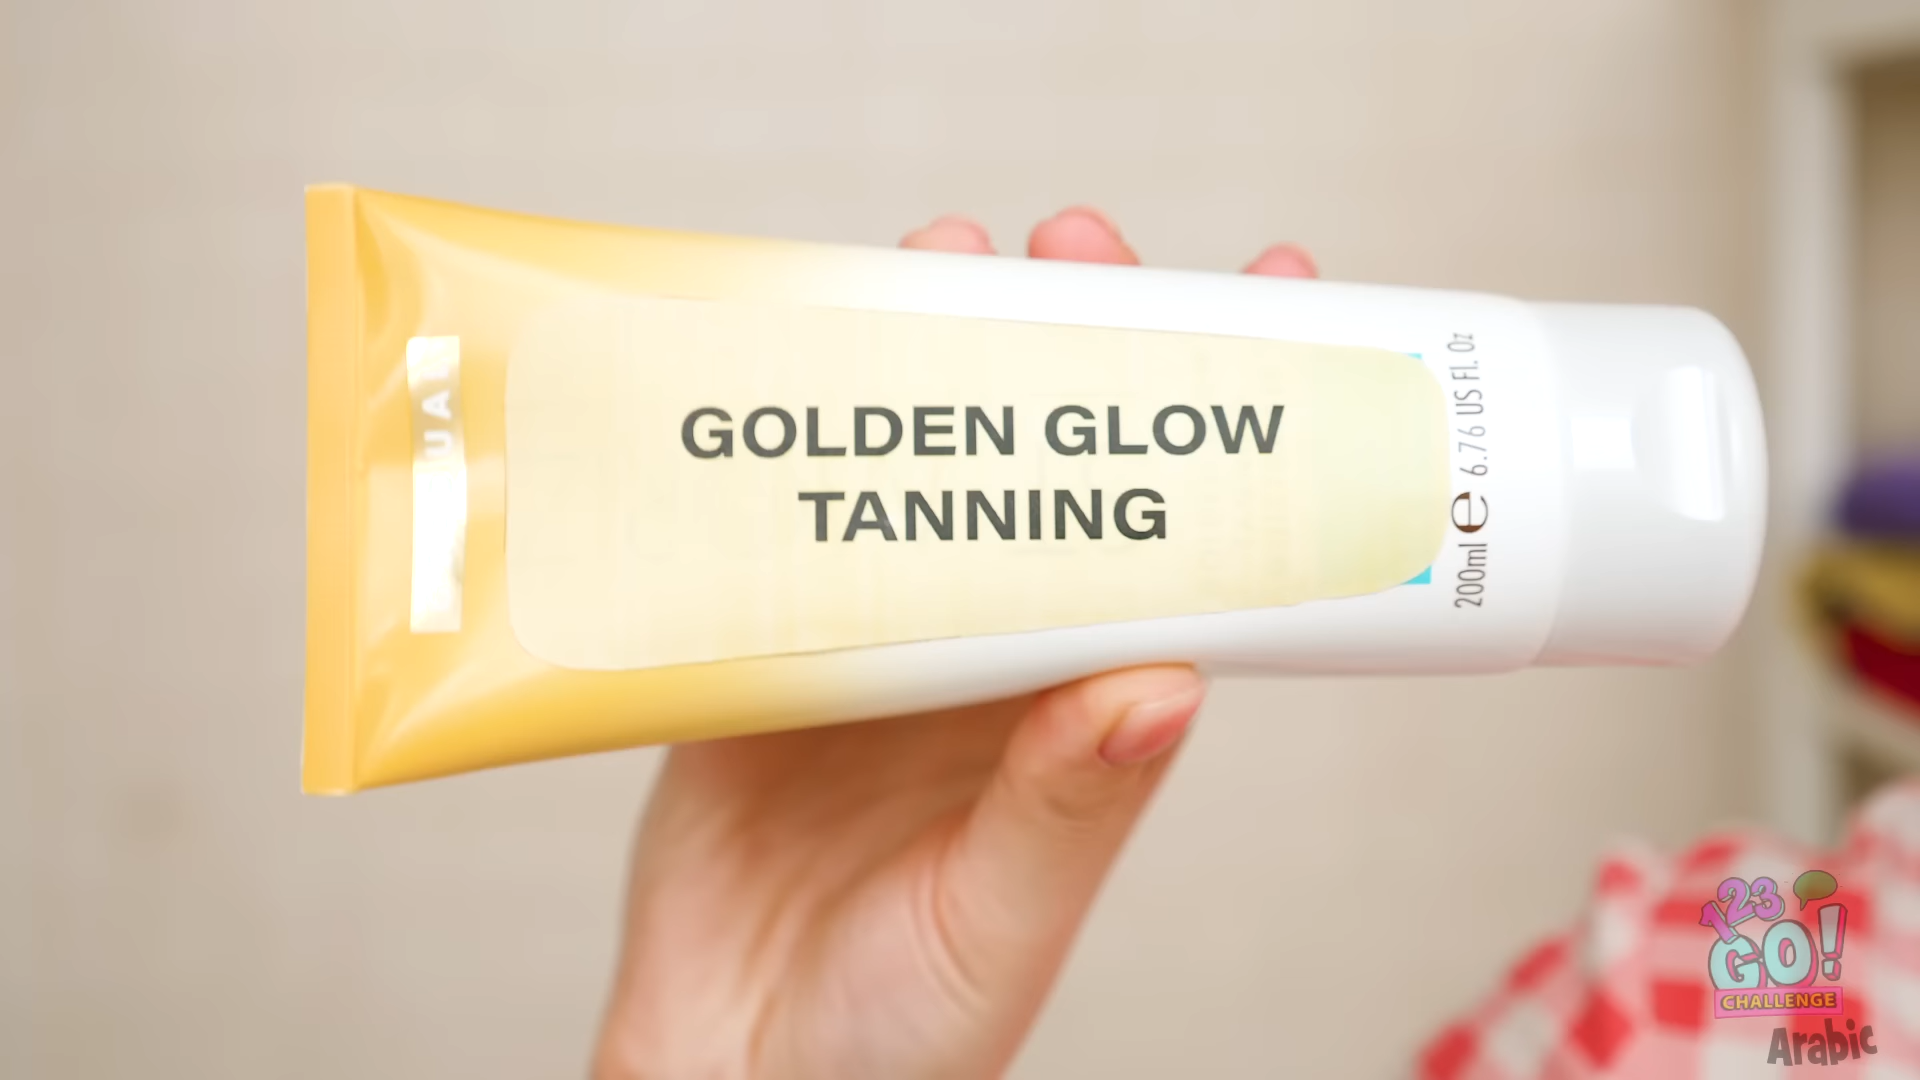 GOLDEN GLOW
TANNING
200ml ℮ 6.76 US Fl. Oz
123
GO!
CHALLENGE
Arabic